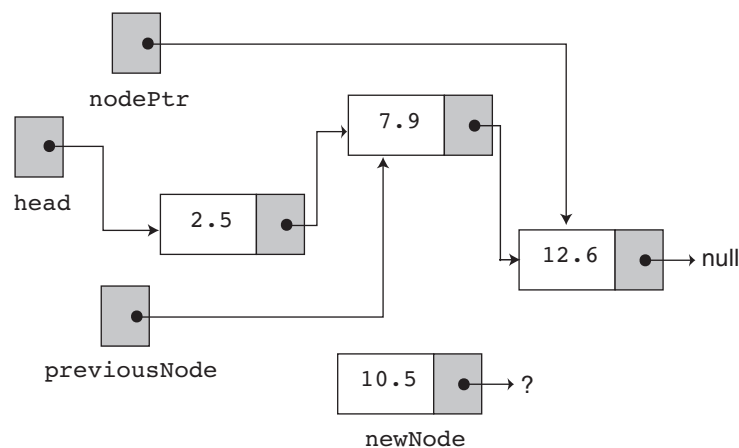 nodePtr
7.9
head
2.5
12.6
null
previousNode
10.5
?
newNode